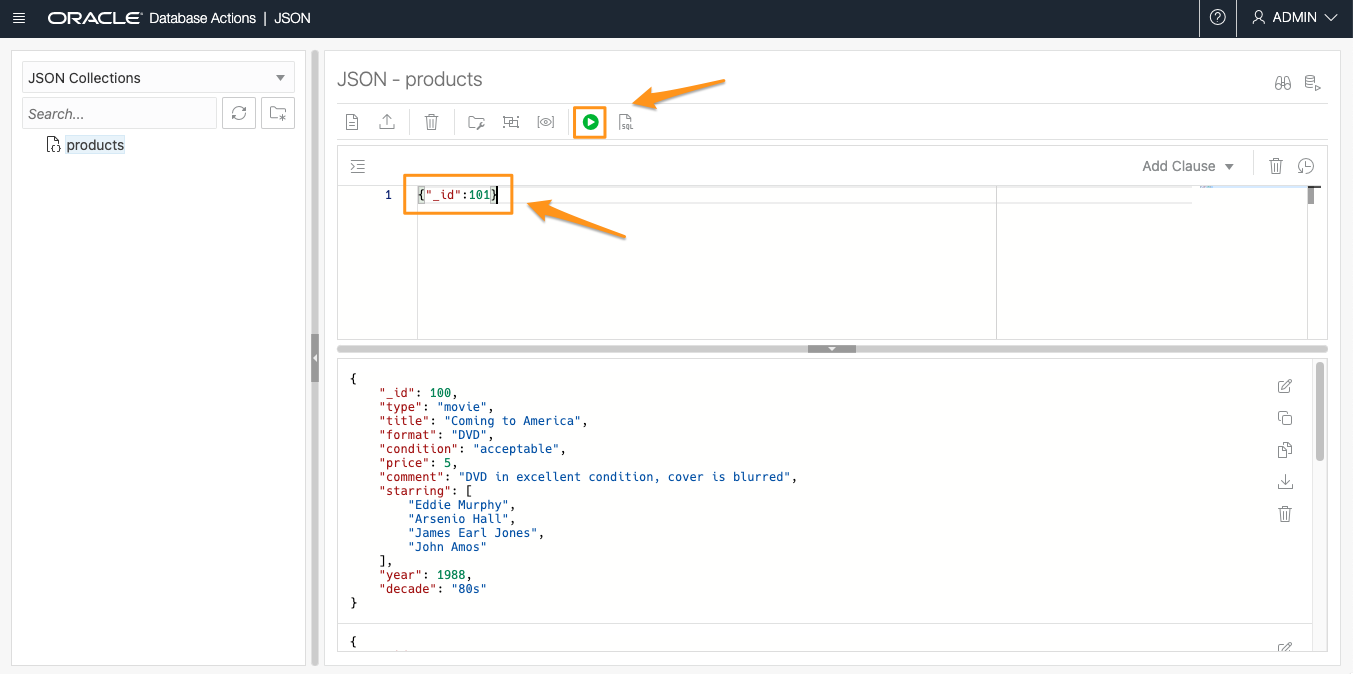 ORACLE Database Actions | JSON
ADMIN
JSON Collections
Search...
products
JSON - products
SQL
Add Clause
1 {"_id":101}
{
"_id": 100,
"type": "movie",
"title": "Coming to America",
"format": "DVD",
"condition": "acceptable",
"price": 5,
"comment": "DVD in excellent condition, cover is blurred",
"starring": [
"Eddie Murphy",
"Arsenio Hall",
"James Earl Jones",
"John Amos"
],
"year": 1988,
"decade": "80s"
}
{